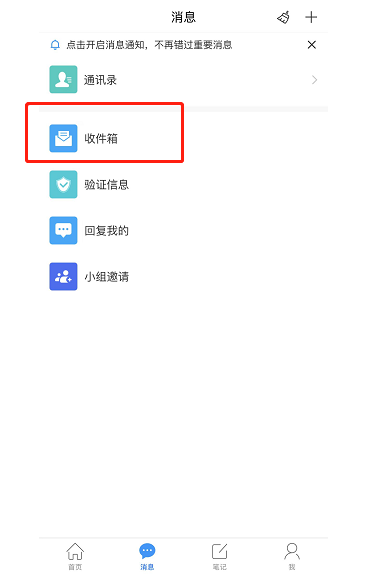 消息
点击开启消息通知，不再错过重要消息
通讯录
收件箱
验证信息
回复我的
小组邀请
首页
消息
笔记
我